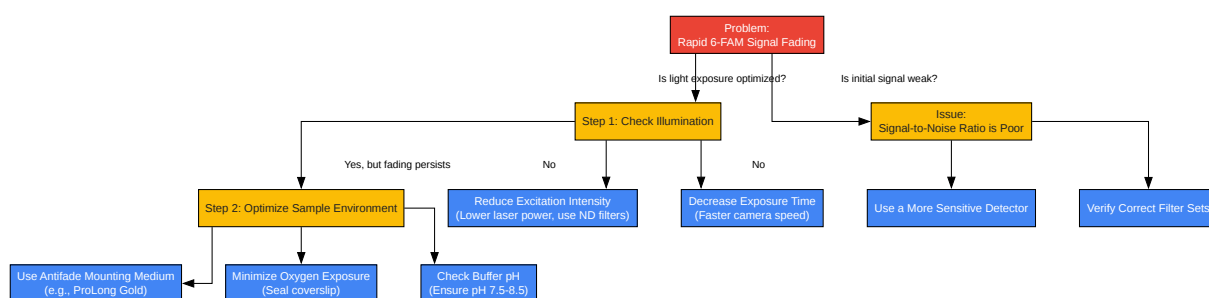 Problem:
Rapid 6-FAM Signal Fading
Is light exposure optimized?
Is initial signal weak?
Step 1: Check Illumination
Issue:
Signal-to-Noise Ratio is Poor
Yes, but fading persists
No
No
Step 2: Optimize Sample Environment
Reduce Excitation Intensity
(Lower laser power, use ND filters)
Decrease Exposure Time
(Faster camera speed)
Use a More Sensitive Detector
Verify Correct Filter Sets
Use Antifade Mounting Medium
(e.g., ProLong Gold)
Minimize Oxygen Exposure
(Seal coverslip)
Check Buffer pH
(Ensure pH 7.5-8.5)